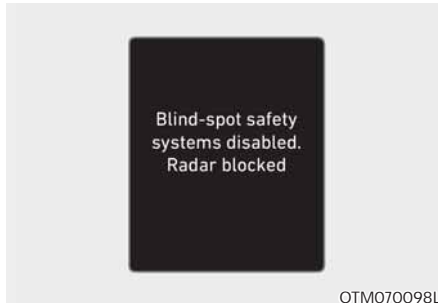 Blind-spot safety
systems disabled.
Radar blocked
OTM070098L